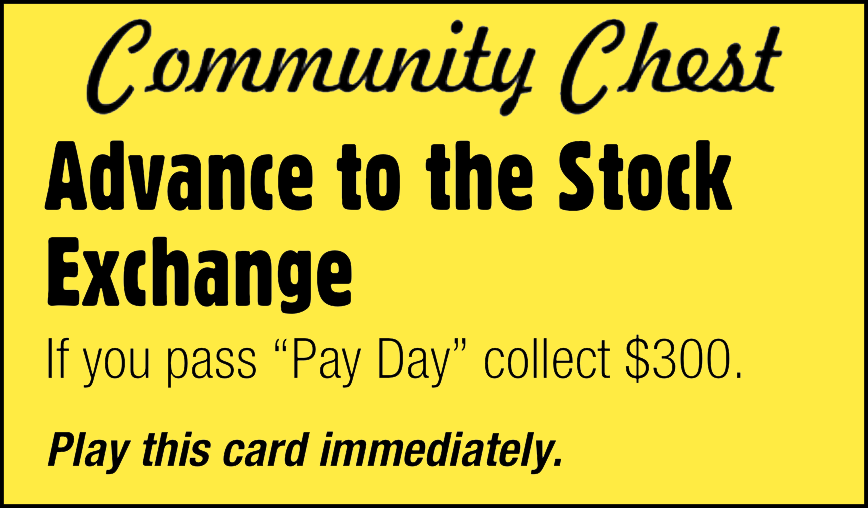 Community Chest
Advance to the Stock
Exchange
If you pass “Pay Day” collect $300.
Play this card immediately.